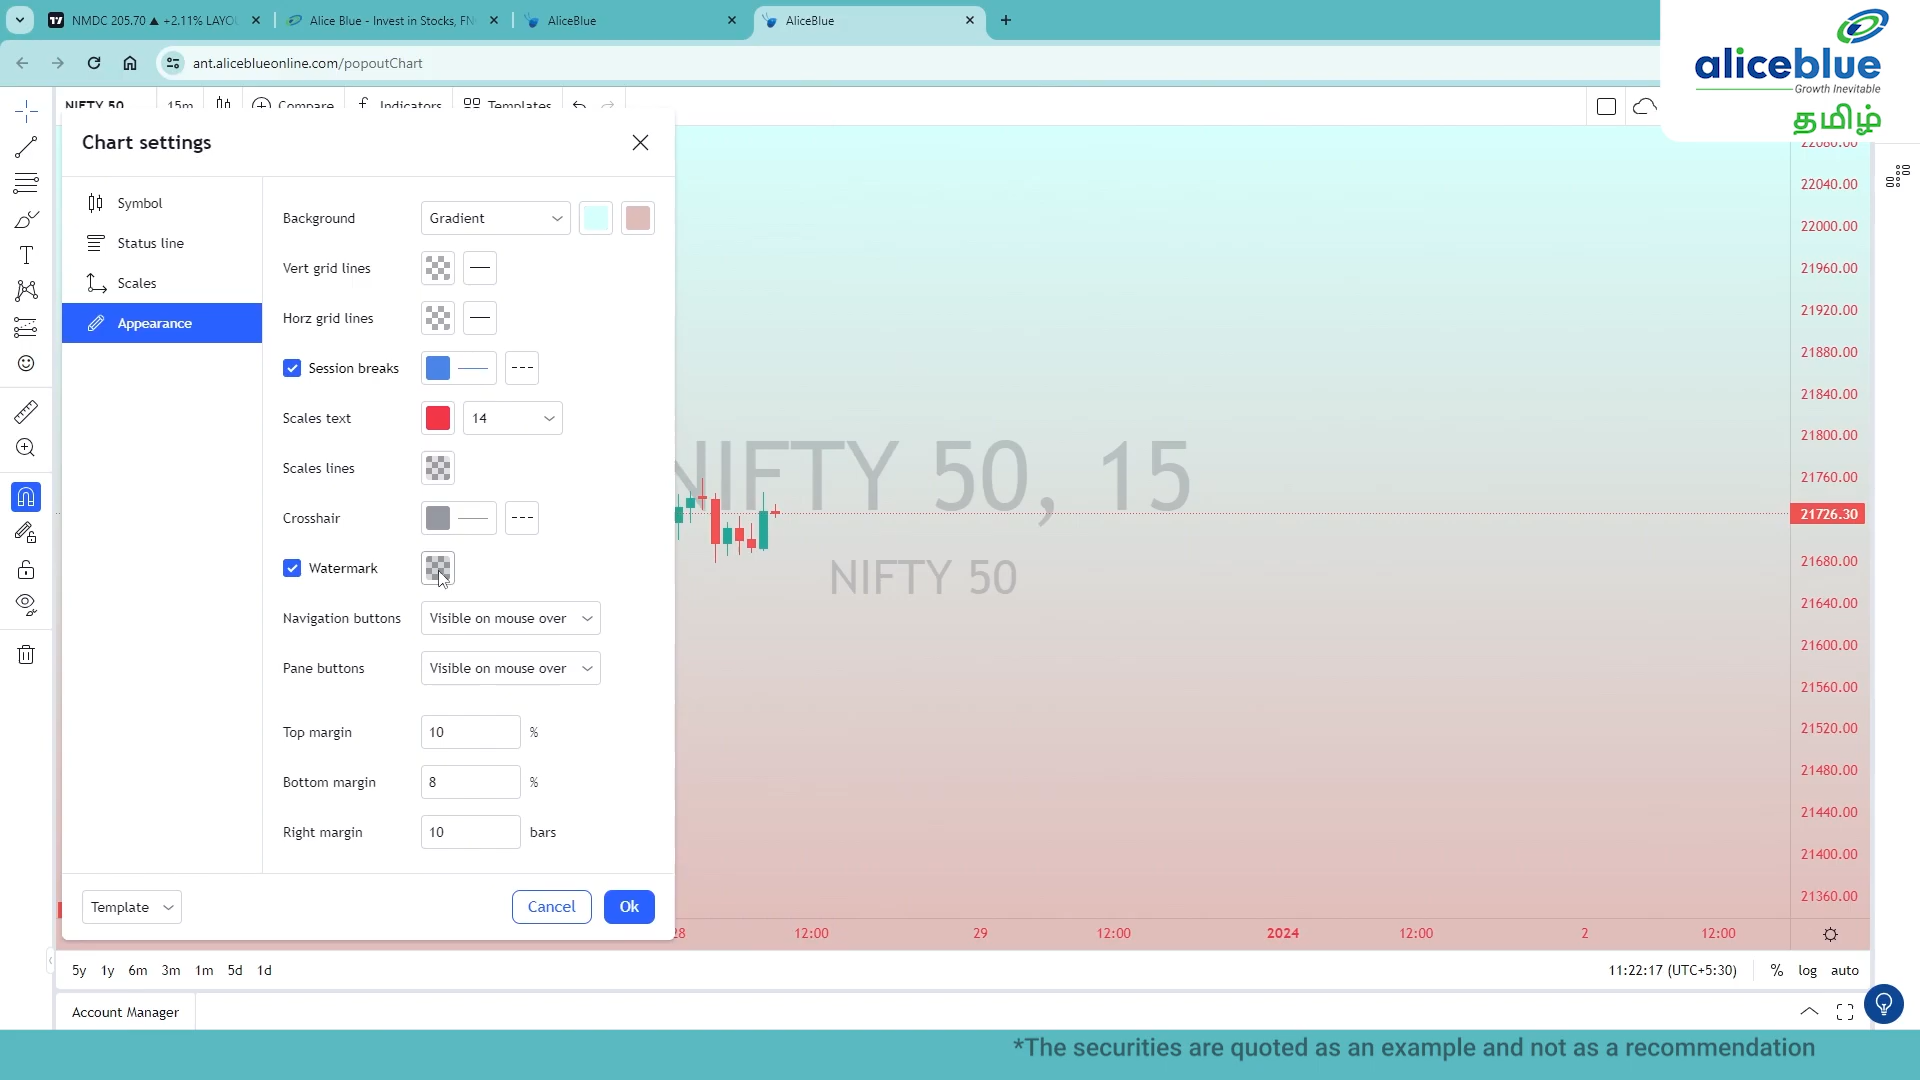 NMDC 205.70 ▲ +2.11% LAYOU
Alice Blue - Invest in Stocks, FN
AliceBlue
AliceBlue
ant.aliceblueonline.com/popoutChart
aliceblue
Growth Inevitable
தமிழ்
NIFTY 50
15m
Compare
Indicators
Templates
Chart settings
Symbol
Status line
Scales
Appearance
Background
Gradient
Vert grid lines
Horz grid lines
Session breaks
Scales text
14
Scales lines
Crosshair
Watermark
Navigation buttons
Visible on mouse over
Pane buttons
Visible on mouse over
Top margin
10
%
Bottom margin
8
%
Right margin
10
bars
Template
Cancel
Ok
NIFTY 50, 15
NIFTY 50
22080.00
22040.00
22000.00
21960.00
21920.00
21880.00
21840.00
21800.00
21760.00
21726.30
21680.00
21640.00
21600.00
21560.00
21520.00
21480.00
21440.00
21400.00
21360.00
28
12:00
29
12:00
2024
12:00
2
12:00
5y
1y
6m
3m
1m
5d
1d
11:22:17 (UTC+5:30)
%
log
auto
Account Manager
*The securities are quoted as an example and not as a recommendation